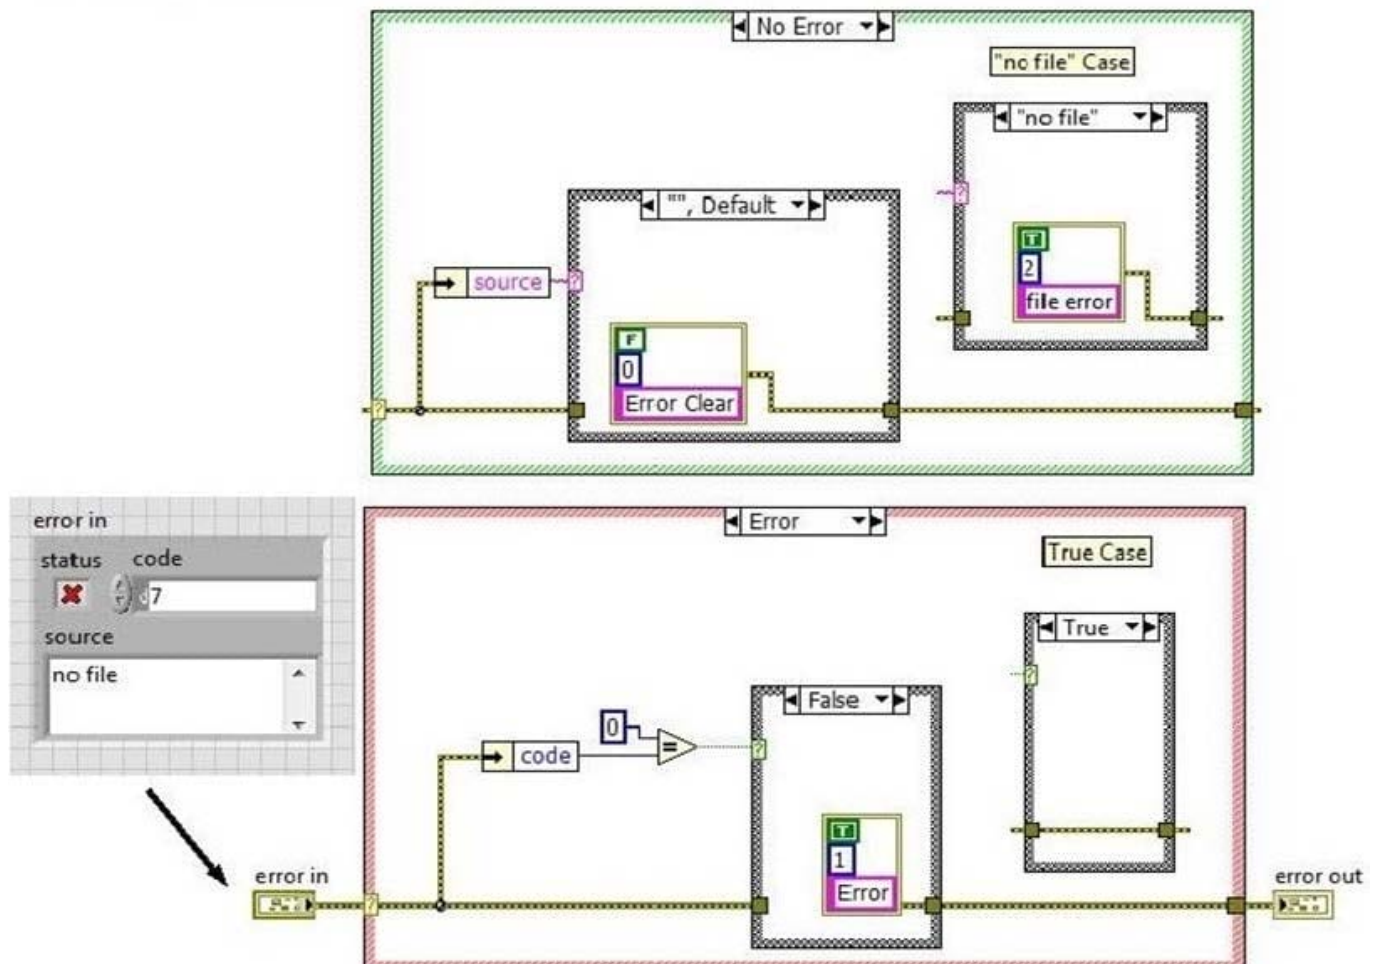 No Error
"no file" Case
"no file"
"", Default
source
T
2
file error
F
0
Error Clear
error in
status code
7
source
no file
Error
True Case
True
False
0
=
code
T
1
Error
error in
error out